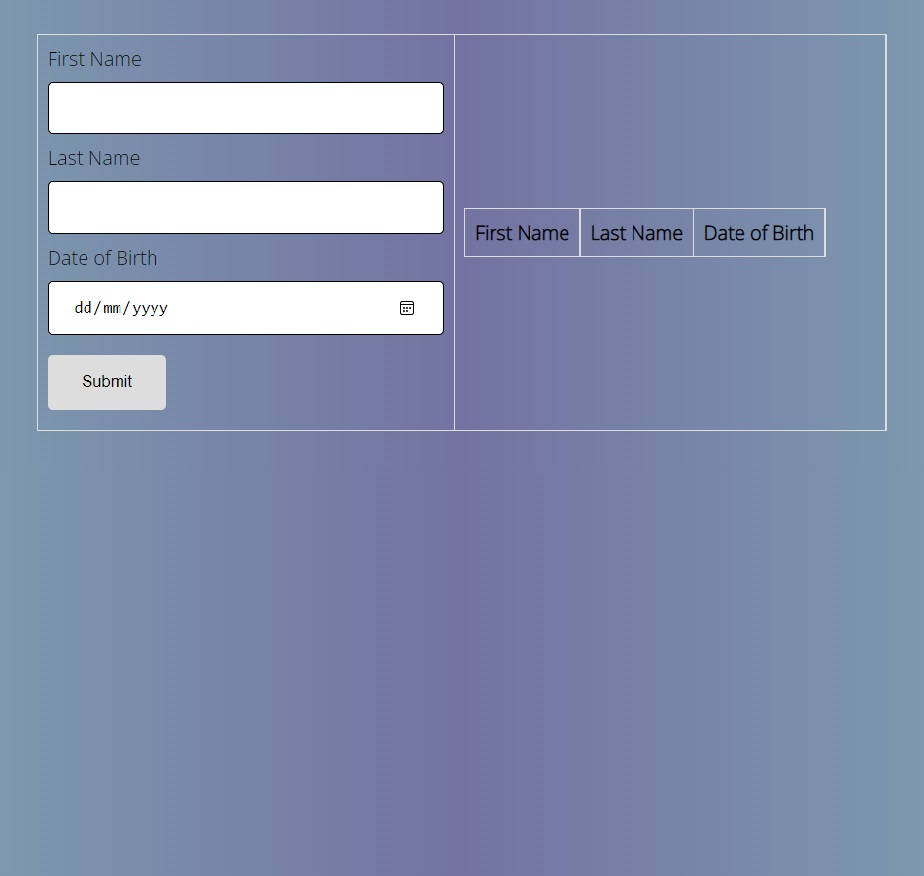 First Name
Last Name
Date of Birth
dd/mm/yyyy
Submit
First Name Last Name Date of Birth